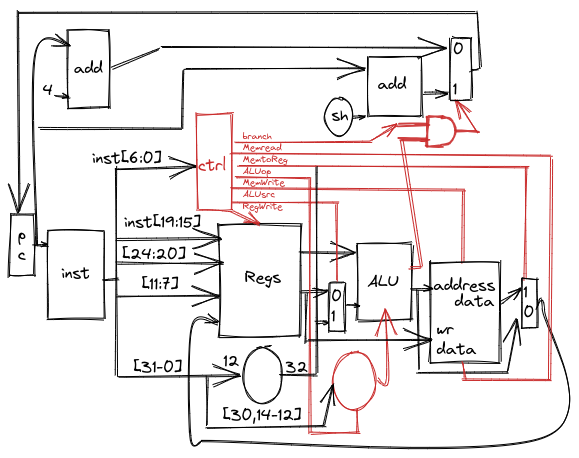 add
0
1
4
add
sh
branch
Memread
MemtoReg
ALUop
MemWrite
ALUsrc
RegWrite
ctrl
inst[6:0]
inst[19:15]
[24:20]
[11:7]
p
c
inst
Regs
0
1
ALU
address
data
wr
data
1
0
[31-0]
12
32
[30,14-12]